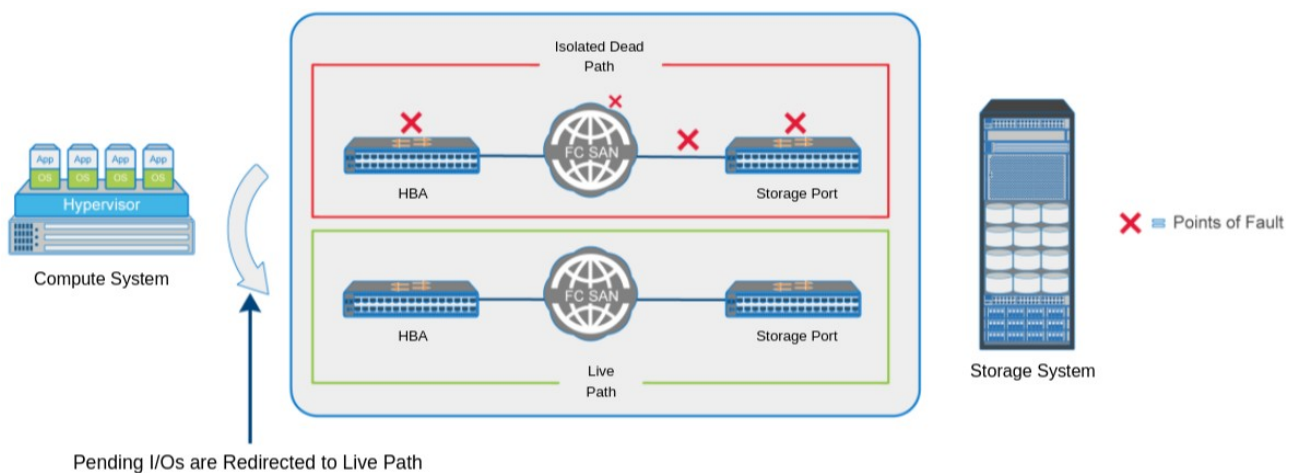 Isolated Dead
Path
App App App App
OS OS OS OS
Hypervisor
Compute System
FC SAN
HBA
Storage Port
FC SAN
HBA
Storage Port
Live
Path
Storage System
Points of Fault
Pending I/Os are Redirected to Live Path